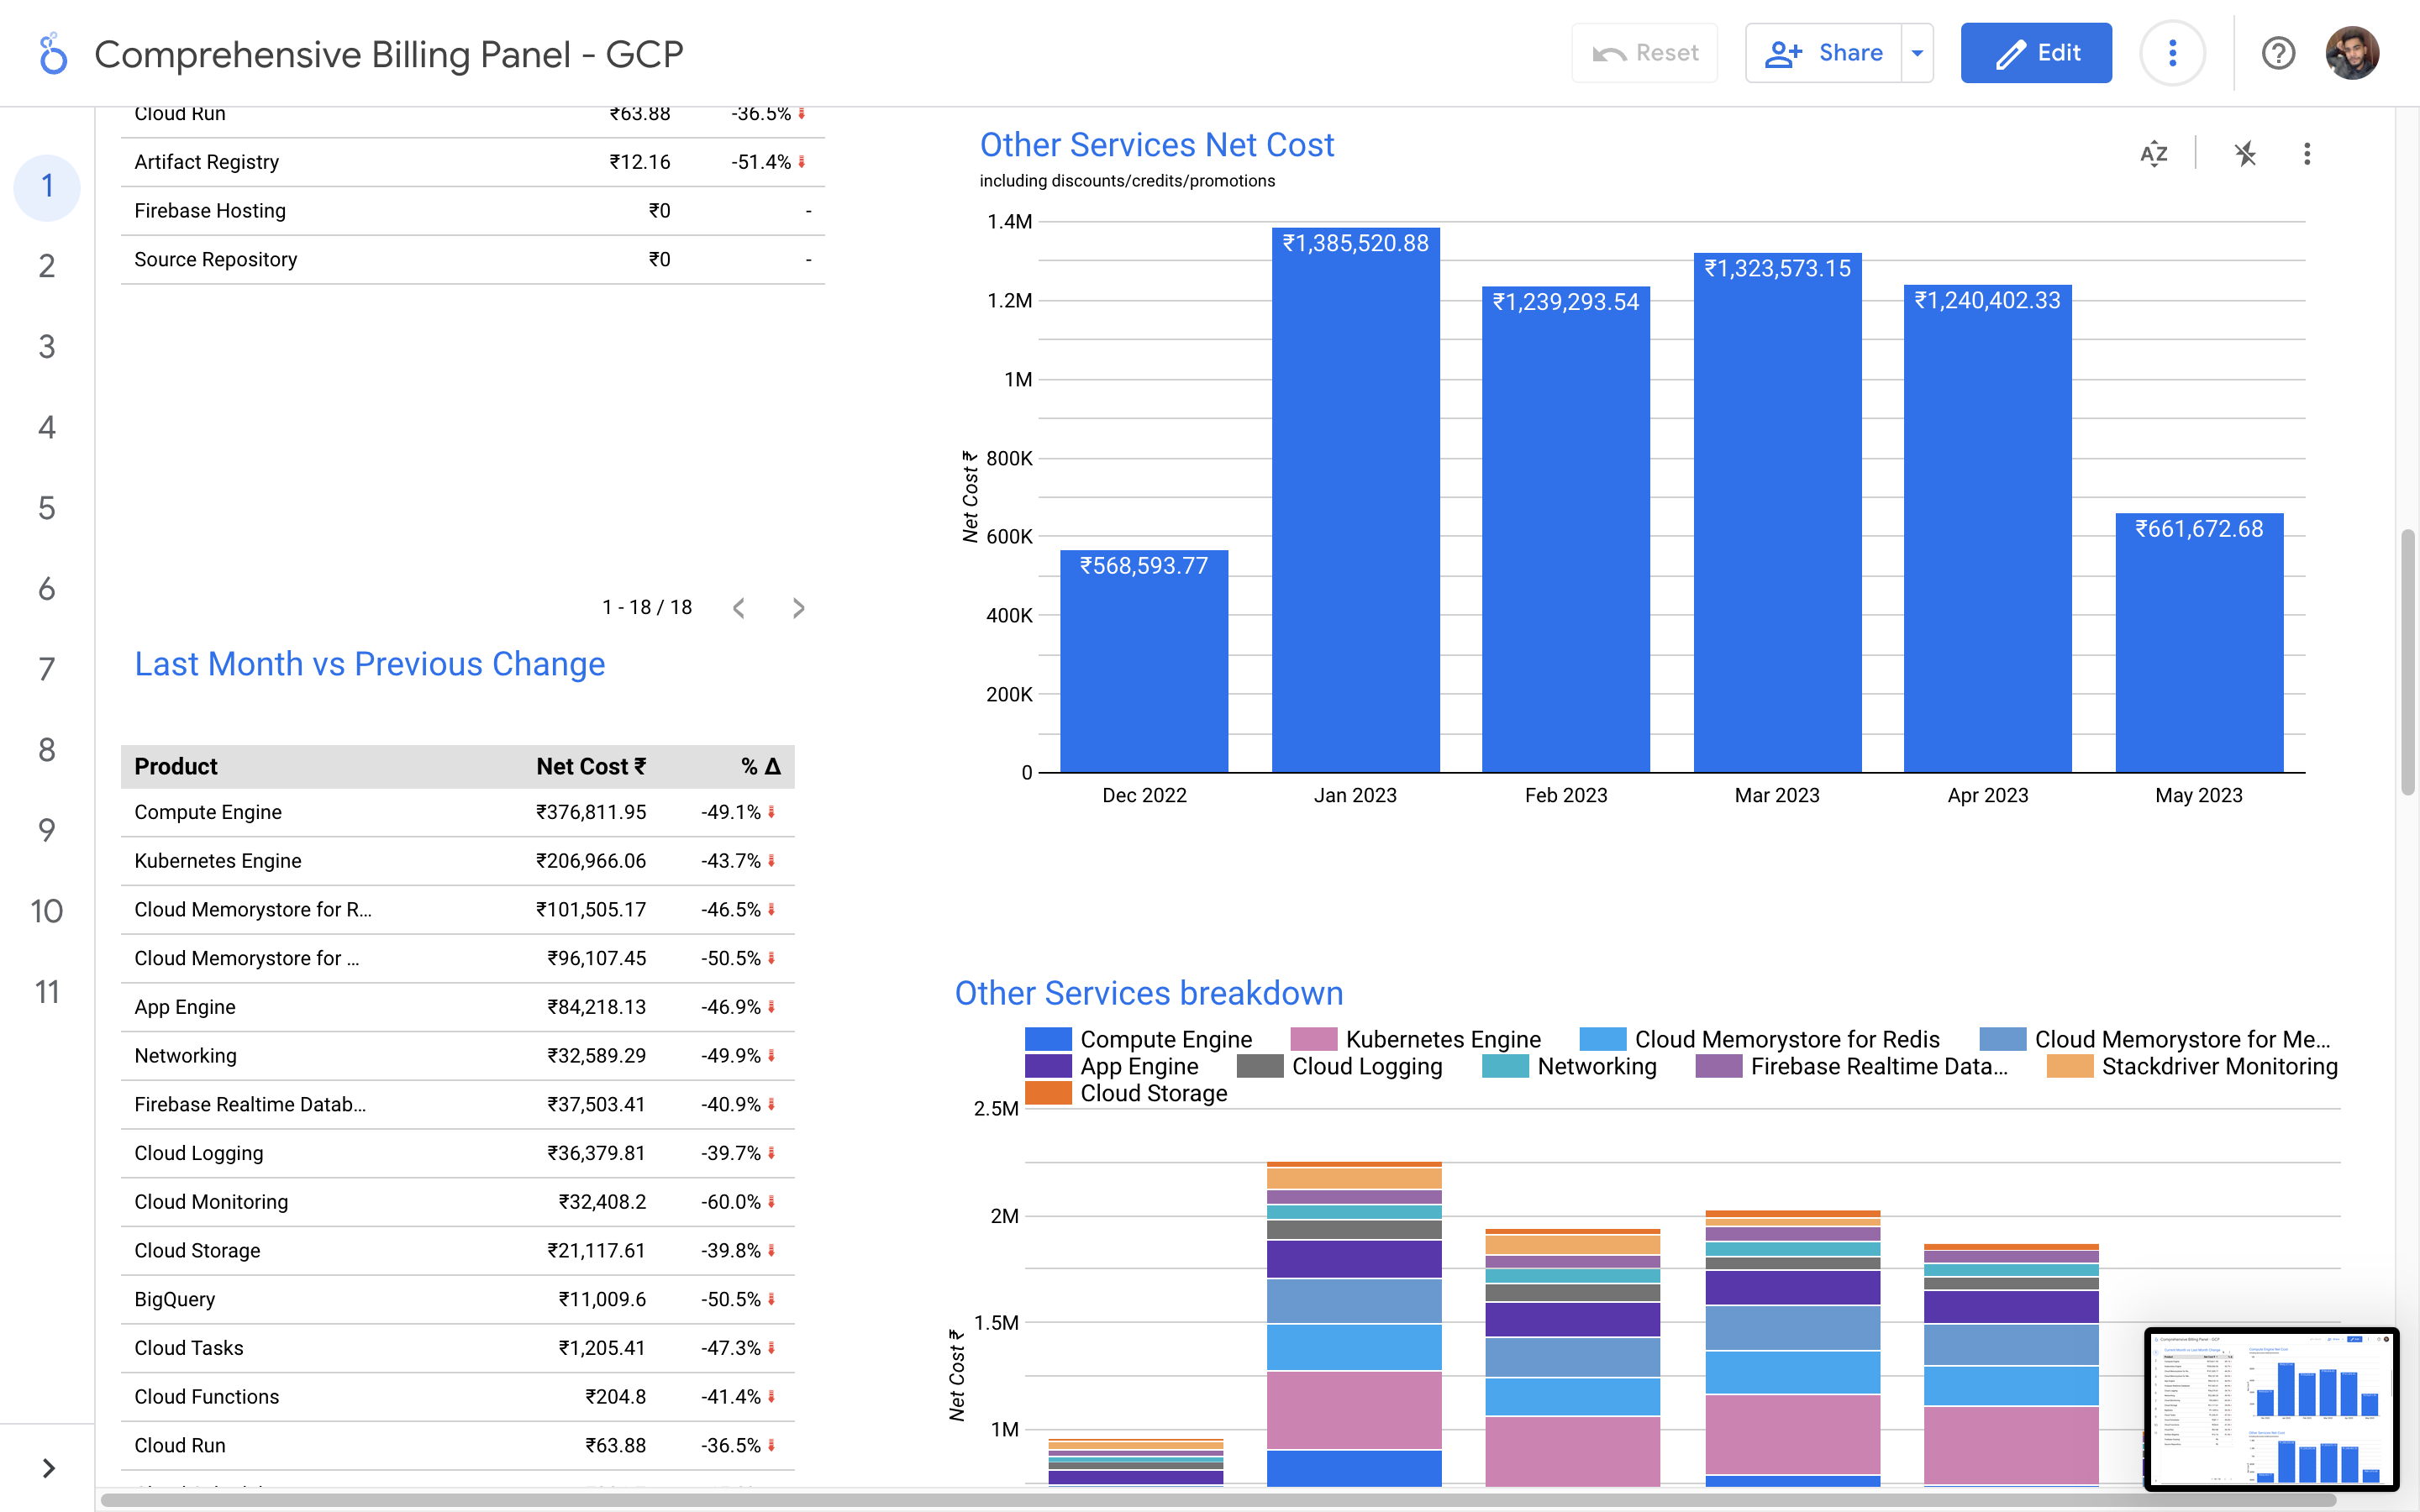 Comprehensive Billing Panel - GCP
Reset
Share
Edit
1
2
3
4
5
6
7
8
9
10
11
Cloud Run ₹63.88 -36.5%
Artifact Registry ₹12.16 -51.4%
Firebase Hosting ₹0 -
Source Repository ₹0 -
1 - 18 / 18
Last Month vs Previous Change
Product Net Cost ₹ % Δ
Compute Engine ₹376,811.95 -49.1%
Kubernetes Engine ₹206,966.06 -43.7%
Cloud Memorystore for R... ₹101,505.17 -46.5%
Cloud Memorystore for ... ₹96,107.45 -50.5%
App Engine ₹84,218.13 -46.9%
Networking ₹32,589.29 -49.9%
Firebase Realtime Datab... ₹37,503.41 -40.9%
Cloud Logging ₹36,379.81 -39.7%
Cloud Monitoring ₹32,408.2 -60.0%
Cloud Storage ₹21,117.61 -39.8%
BigQuery ₹11,009.6 -50.5%
Cloud Tasks ₹1,205.41 -47.3%
Cloud Functions ₹204.8 -41.4%
Cloud Run ₹63.88 -36.5%
Other Services Net Cost
including discounts/credits/promotions
AZ
Net Cost ₹
1.4M
1.2M
1M
800K
600K
400K
200K
0
₹568,593.77
₹1,385,520.88
₹1,239,293.54
₹1,323,573.15
₹1,240,402.33
₹661,672.68
Dec 2022 Jan 2023 Feb 2023 Mar 2023 Apr 2023 May 2023
Other Services breakdown
Compute Engine Kubernetes Engine Cloud Memorystore for Redis Cloud Memorystore for Me...
App Engine Cloud Logging Networking Firebase Realtime Data... Stackdriver Monitoring
Cloud Storage
Net Cost ₹
2.5M
2M
1.5M
1M